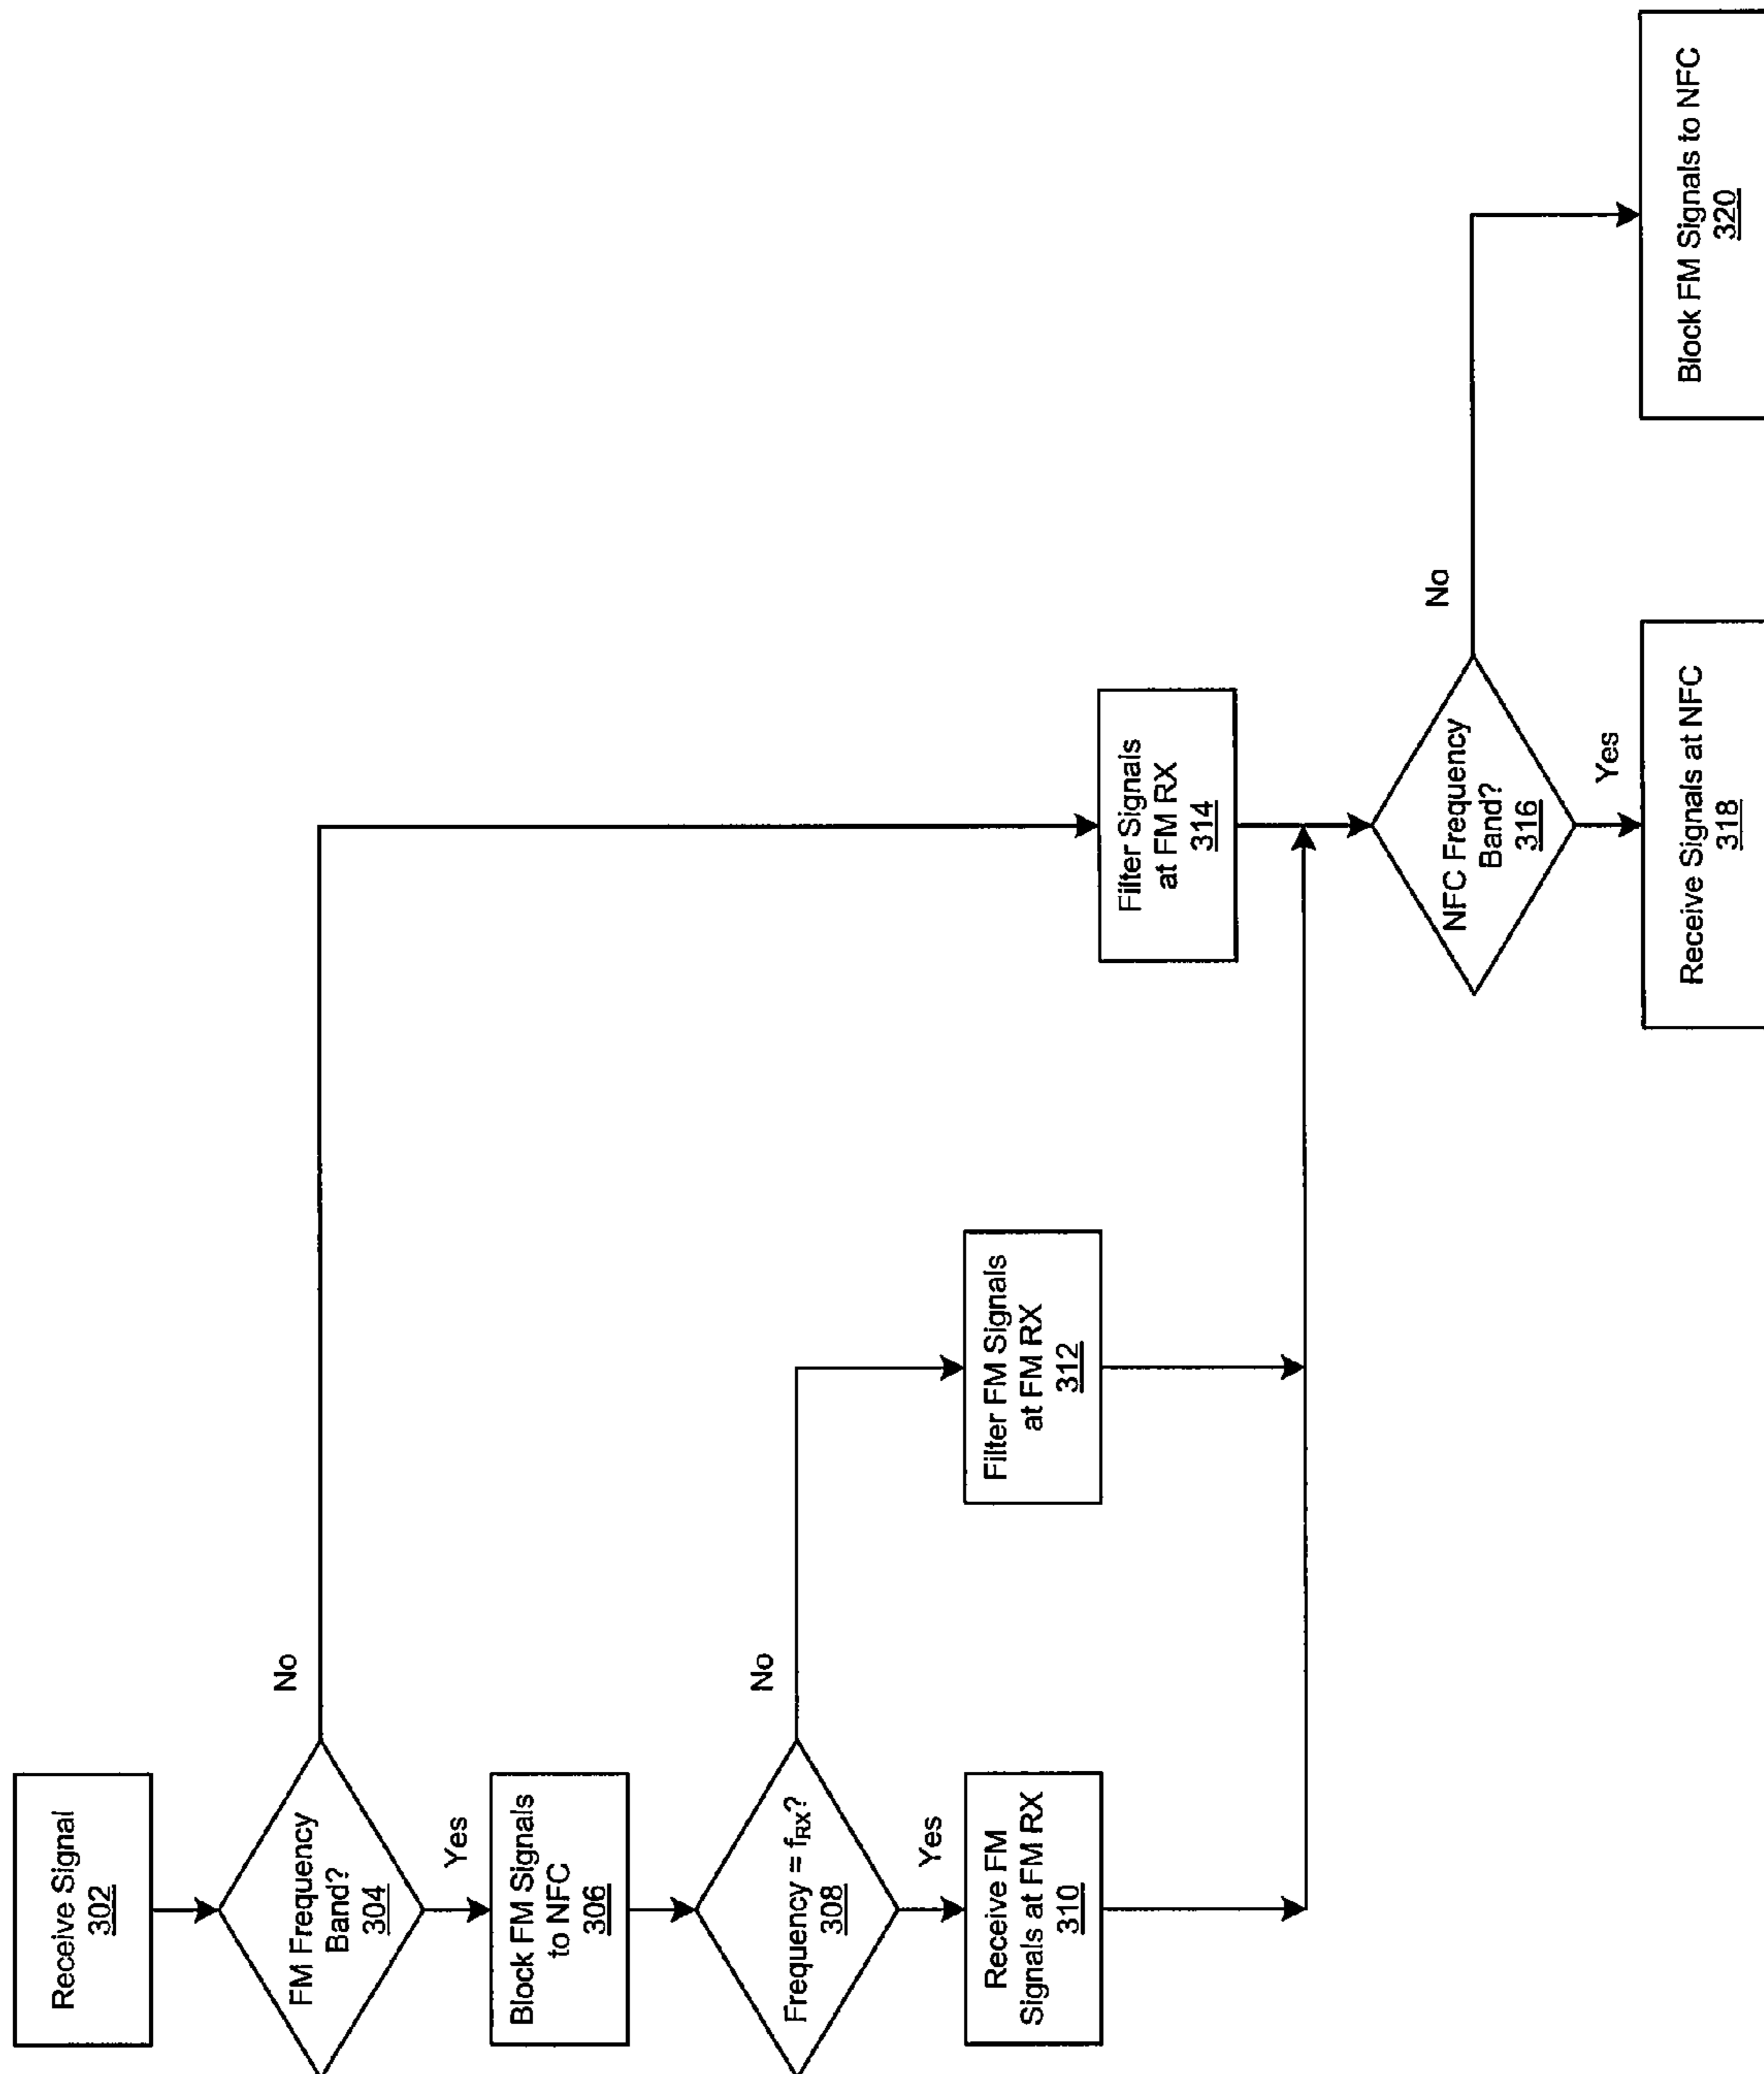 Receive Signal
302
FM Frequency
Band?
304
No
Yes
Block FM Signals
to NFC
306
Frequency = fRX?
308
No
Yes
Receive FM
Signals at FM RX
310
Filter FM Signals
at FM RX
312
Filter Signals
at FM RX
314
NFC Frequency
Band?
316
No
Yes
Receive Signals at NFC
318
Block FM Signals to NFC
320